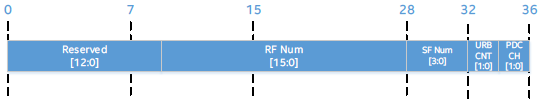 0 7 15 28 32 36
Reserved
[12:0]
RF Num
[15:0]
SF Num
[3:0]
URB
CNT
[1:0]
PDC
CH
[1:0]